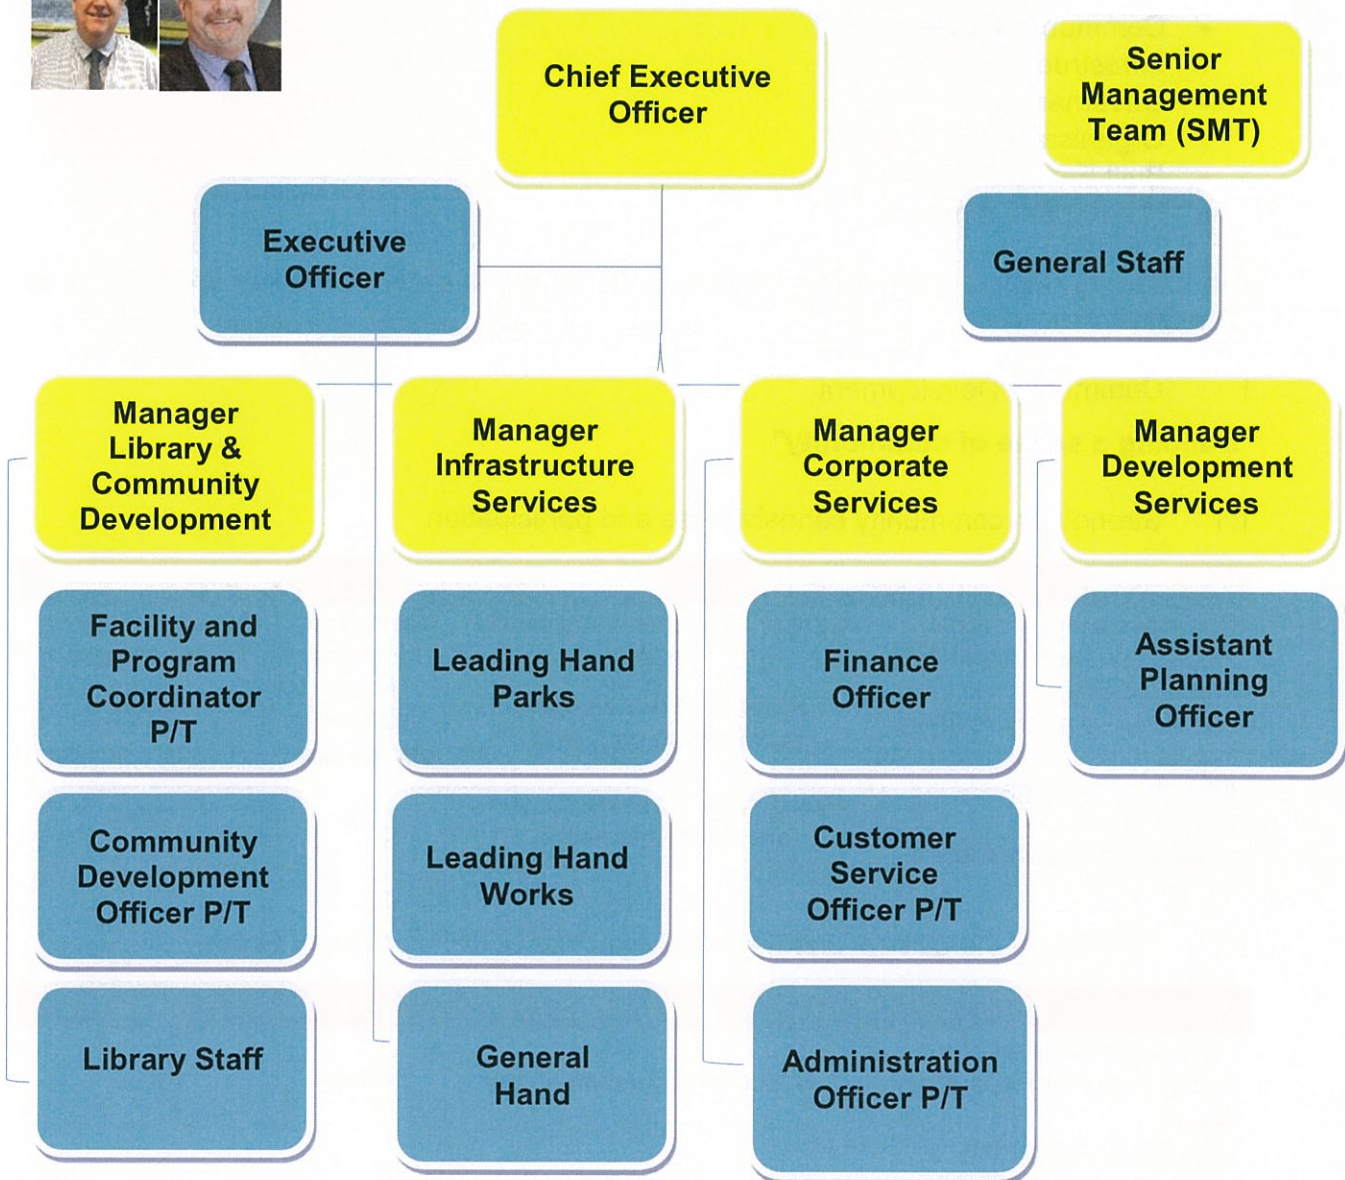 Chief Executive
Officer
Senior
Management
Team (SMT)
Executive
Officer
General Staff
Manager
Library &
Community
Development
Manager
Infrastructure
Services
Manager
Corporate
Services
Manager
Development
Services
Facility and
Program
Coordinator
P/T
Leading Hand
Parks
Finance
Officer
Assistant
Planning
Officer
Community
Development
Officer P/T
Leading Hand
Works
Customer
Service
Officer P/T
Library Staff
General
Hand
Administration
Officer P/T